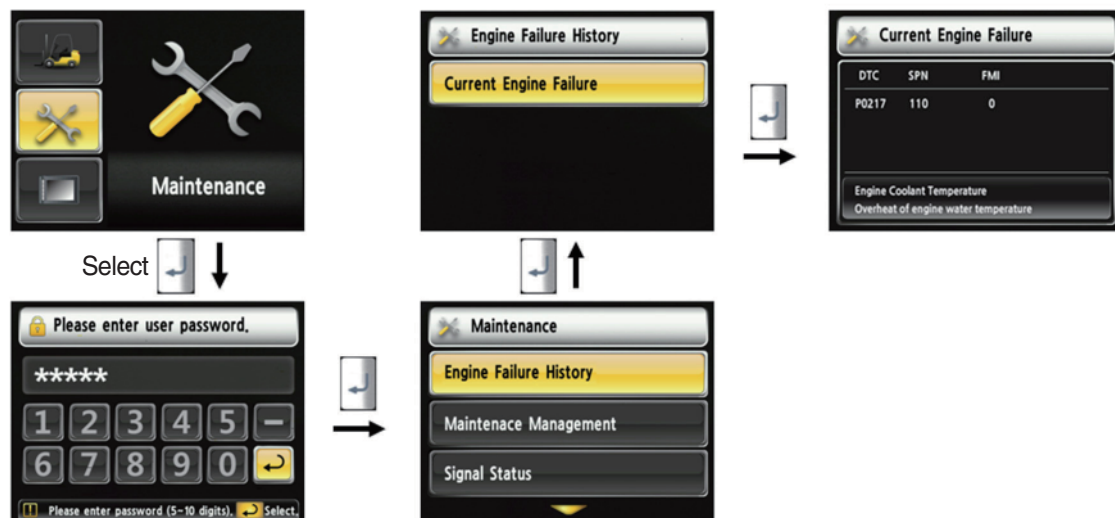 Maintenance
Select
Please enter user password.
*****
1 2 3 4 5 -
6 7 8 9 0
Please enter password (5~10 digits). Select.
Maintenance
Engine Failure History
Maintenace Management
Signal Status
Engine Failure History
Current Engine Failure
Current Engine Failure
DTC SPN FMI
P0217 110 0
Engine Coolant Temperature
Overheat of engine water temperature